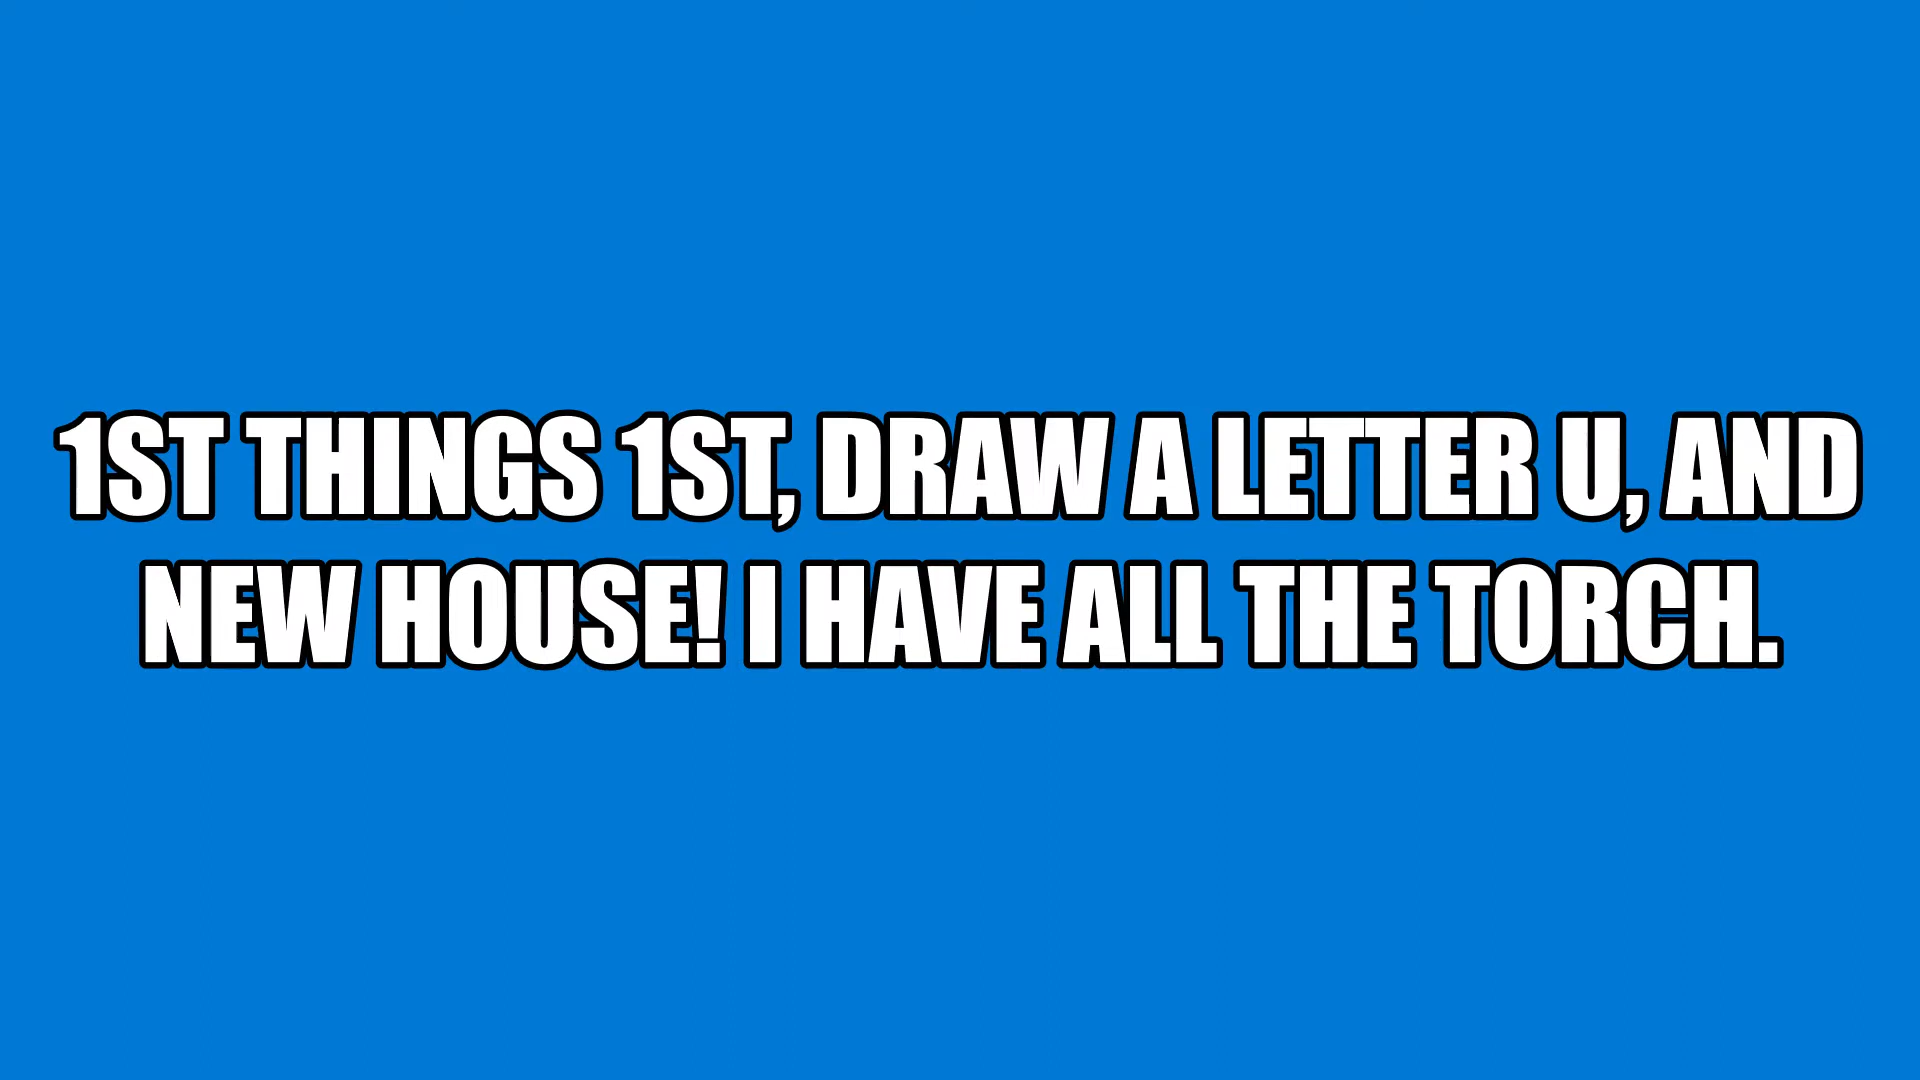 1ST THINGS 1ST, DRAW A LETTER U, AND
NEW HOUSE! I HAVE ALL THE TORCH.